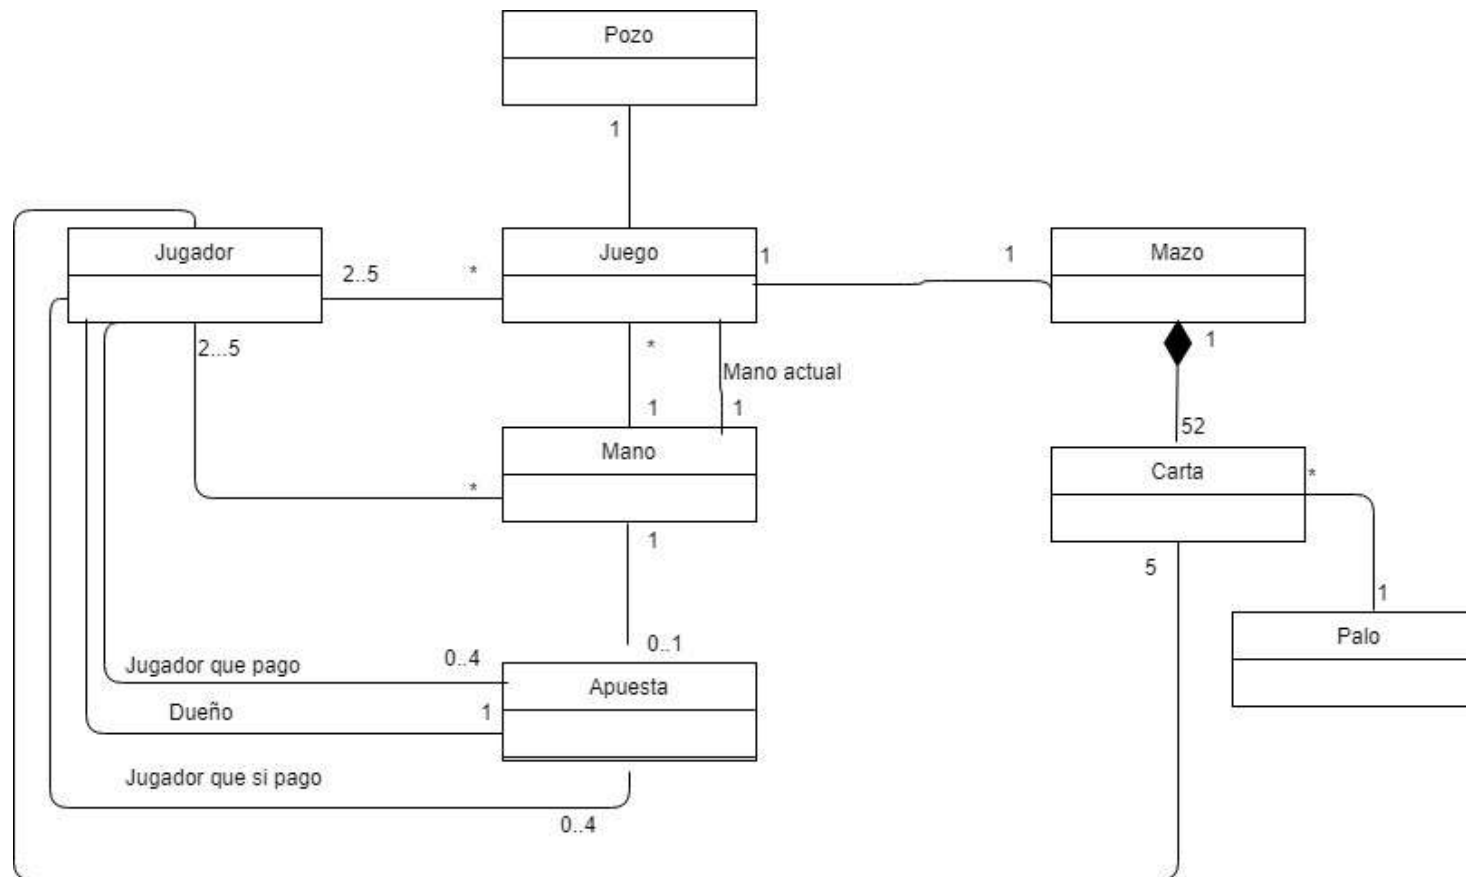 Pozo
1
Jugador
2..5
*
Juego
1
1
Mazo
2...5
*
Mano actual
1
1
1
52
Mano
Carta
*
*
1
5
1
Palo
0..1
Jugador que pago
0..4
Apuesta
Dueño
1
Jugador que si pago
0..4